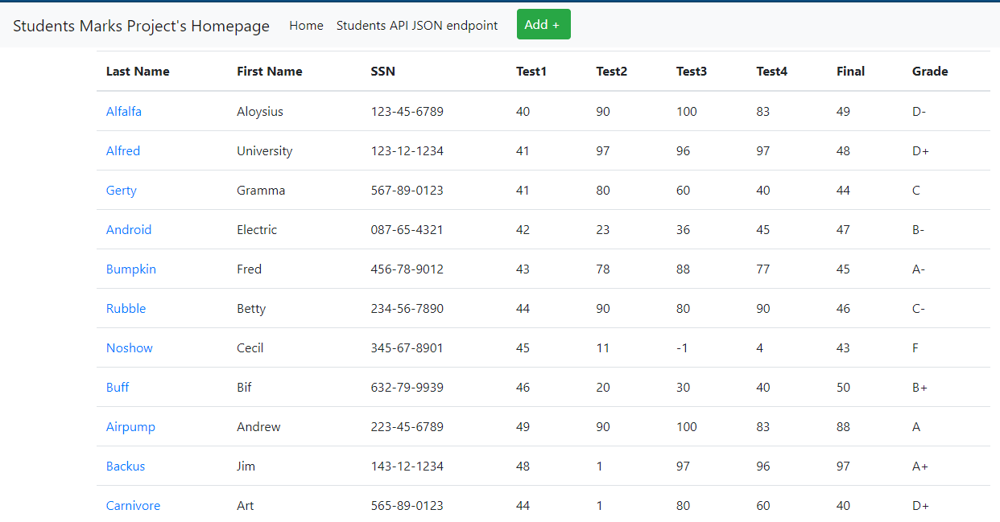 Students Marks Project's Homepage Home Students API JSON endpoint Add +
Last Name First Name SSN Test1 Test2 Test3 Test4 Final Grade
Alfalfa Aloysius 123-45-6789 40 90 100 83 49 D-
Alfred University 123-12-1234 41 97 96 97 48 D+
Gerty Gramma 567-89-0123 41 80 60 40 44 C
Android Electric 087-65-4321 42 23 36 45 47 B-
Bumpkin Fred 456-78-9012 43 78 88 77 45 A-
Rubble Betty 234-56-7890 44 90 80 90 46 C-
Noshow Cecil 345-67-8901 45 11 -1 4 43 F
Buff Bif 632-79-9939 46 20 30 40 50 B+
Airpump Andrew 223-45-6789 49 90 100 83 88 A
Backus Jim 143-12-1234 48 1 97 96 97 A+
Carnivore Art 565-89-0123 44 1 80 60 40 D+